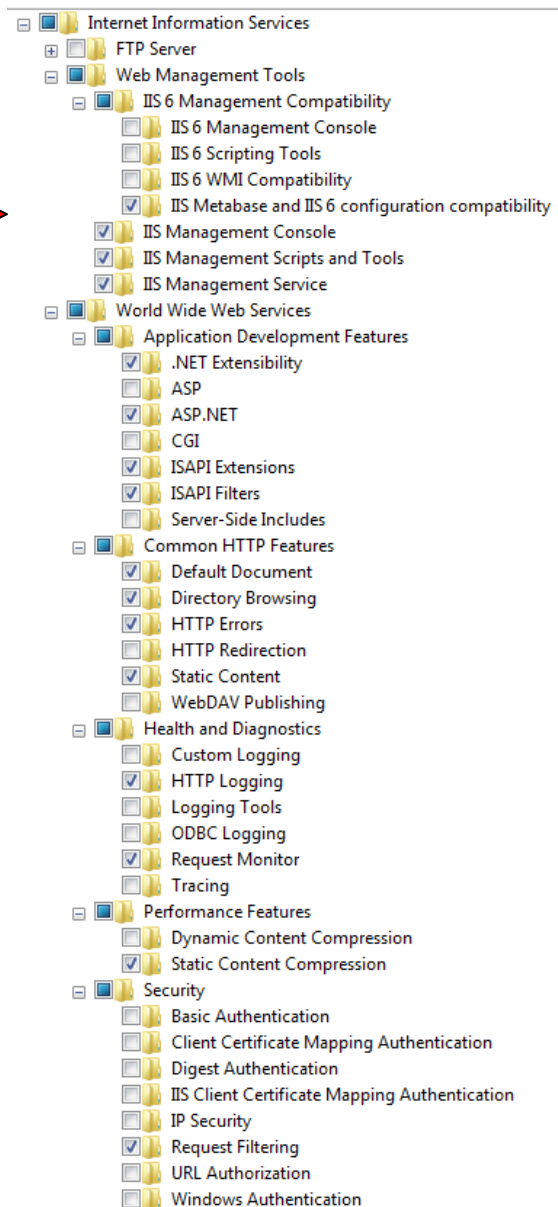 Internet Information Services
FTP Server
Web Management Tools
IIS 6 Management Compatibility
IIS 6 Management Console
IIS 6 Scripting Tools
IIS 6 WMI Compatibility
IIS Metabase and IIS 6 configuration compatibility
IIS Management Console
IIS Management Scripts and Tools
IIS Management Service
World Wide Web Services
Application Development Features
.NET Extensibility
ASP
ASP.NET
CGI
ISAPI Extensions
ISAPI Filters
Server-Side Includes
Common HTTP Features
Default Document
Directory Browsing
HTTP Errors
HTTP Redirection
Static Content
WebDAV Publishing
Health and Diagnostics
Custom Logging
HTTP Logging
Logging Tools
ODBC Logging
Request Monitor
Tracing
Performance Features
Dynamic Content Compression
Static Content Compression
Security
Basic Authentication
Client Certificate Mapping Authentication
Digest Authentication
IIS Client Certificate Mapping Authentication
IP Security
Request Filtering
URL Authorization
Windows Authentication